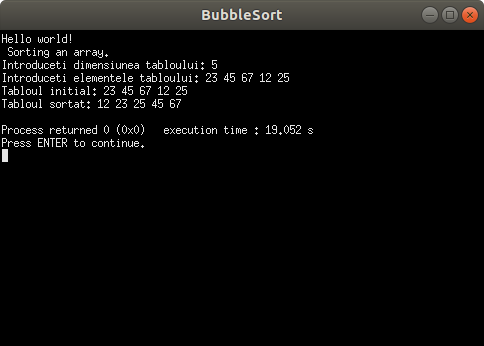 BubbleSort
Hello world!
Sorting an array.
Introduceti dimensiunea tabloului: 5
Introduceti elementele tabloului: 23 45 67 12 25
Tabloul initial: 23 45 67 12 25
Tabloul sortat: 12 23 25 45 67
Process returned 0 (0x0)   execution time : 19.052 s
Press ENTER to continue.